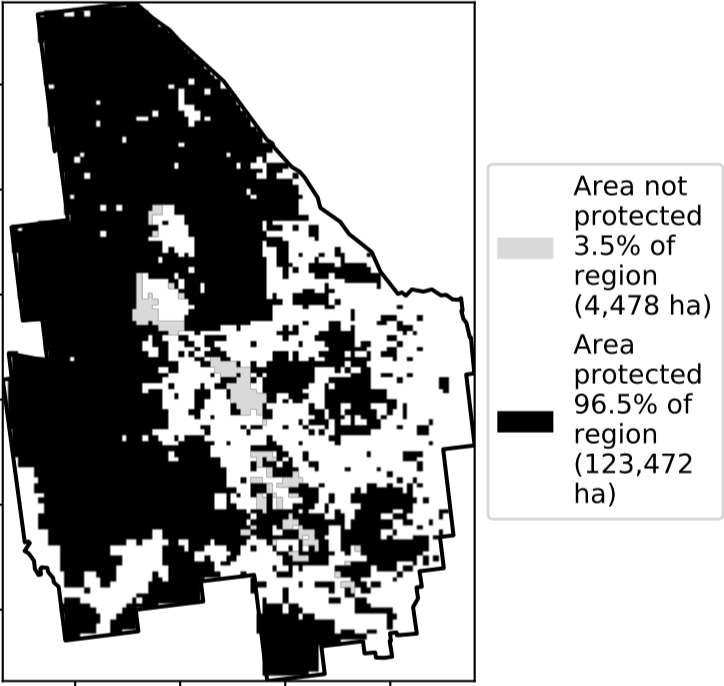 Area not
protected
3.5% of
region
(4,478 ha)
Area
protected
96.5% of
region
(123,472
ha)